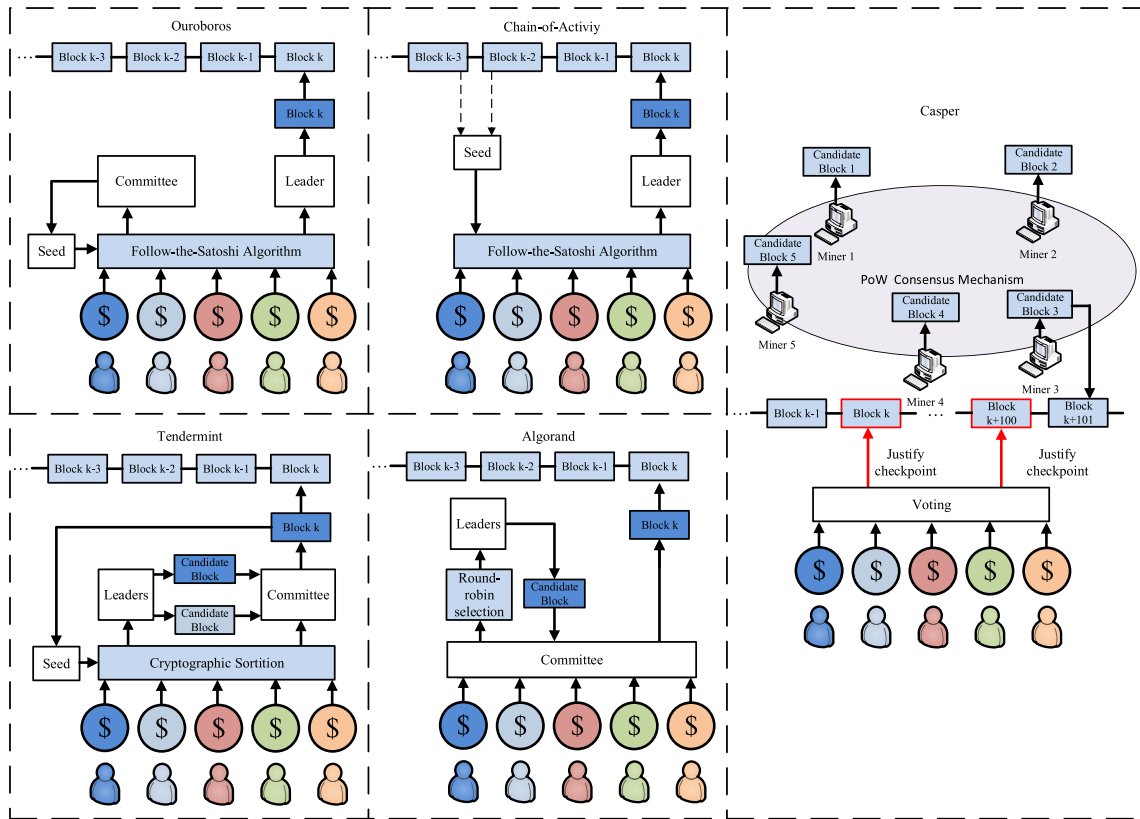 Ouroboros
... Block k-3 Block k-2 Block k-1 Block k
Block k
Committee
Leader
Seed
Follow-the-Satoshi Algorithm
$ $ $ $ $
Chain-of-Activiy
... Block k-3 Block k-2 Block k-1 Block k
Block k
Seed
Leader
Follow-the-Satoshi Algorithm
$ $ $ $ $
Casper
Candidate
Block 1
Candidate
Block 2
Miner 1
Miner 2
Candidate
Block 5
PoW Consensus Mechanism
Candidate
Block 4
Candidate
Block 3
Miner 5
Miner 4
Miner 3
... Block k-1 Block k ... Block
k+100
Block
k+101
Justify
checkpoint
Justify
checkpoint
Voting
$ $ $ $ $
Tendermint
... Block k-3 Block k-2 Block k-1 Block k
Block k
Leaders
Candidate
Block
Candidate
Block
Committee
Seed
Cryptographic Sortition
$ $ $ $ $
Algorand
... Block k-3 Block k-2 Block k-1 Block k
Leaders
Block k
Round-
robin
selection
Candidate
Block
Committee
$ $ $ $ $